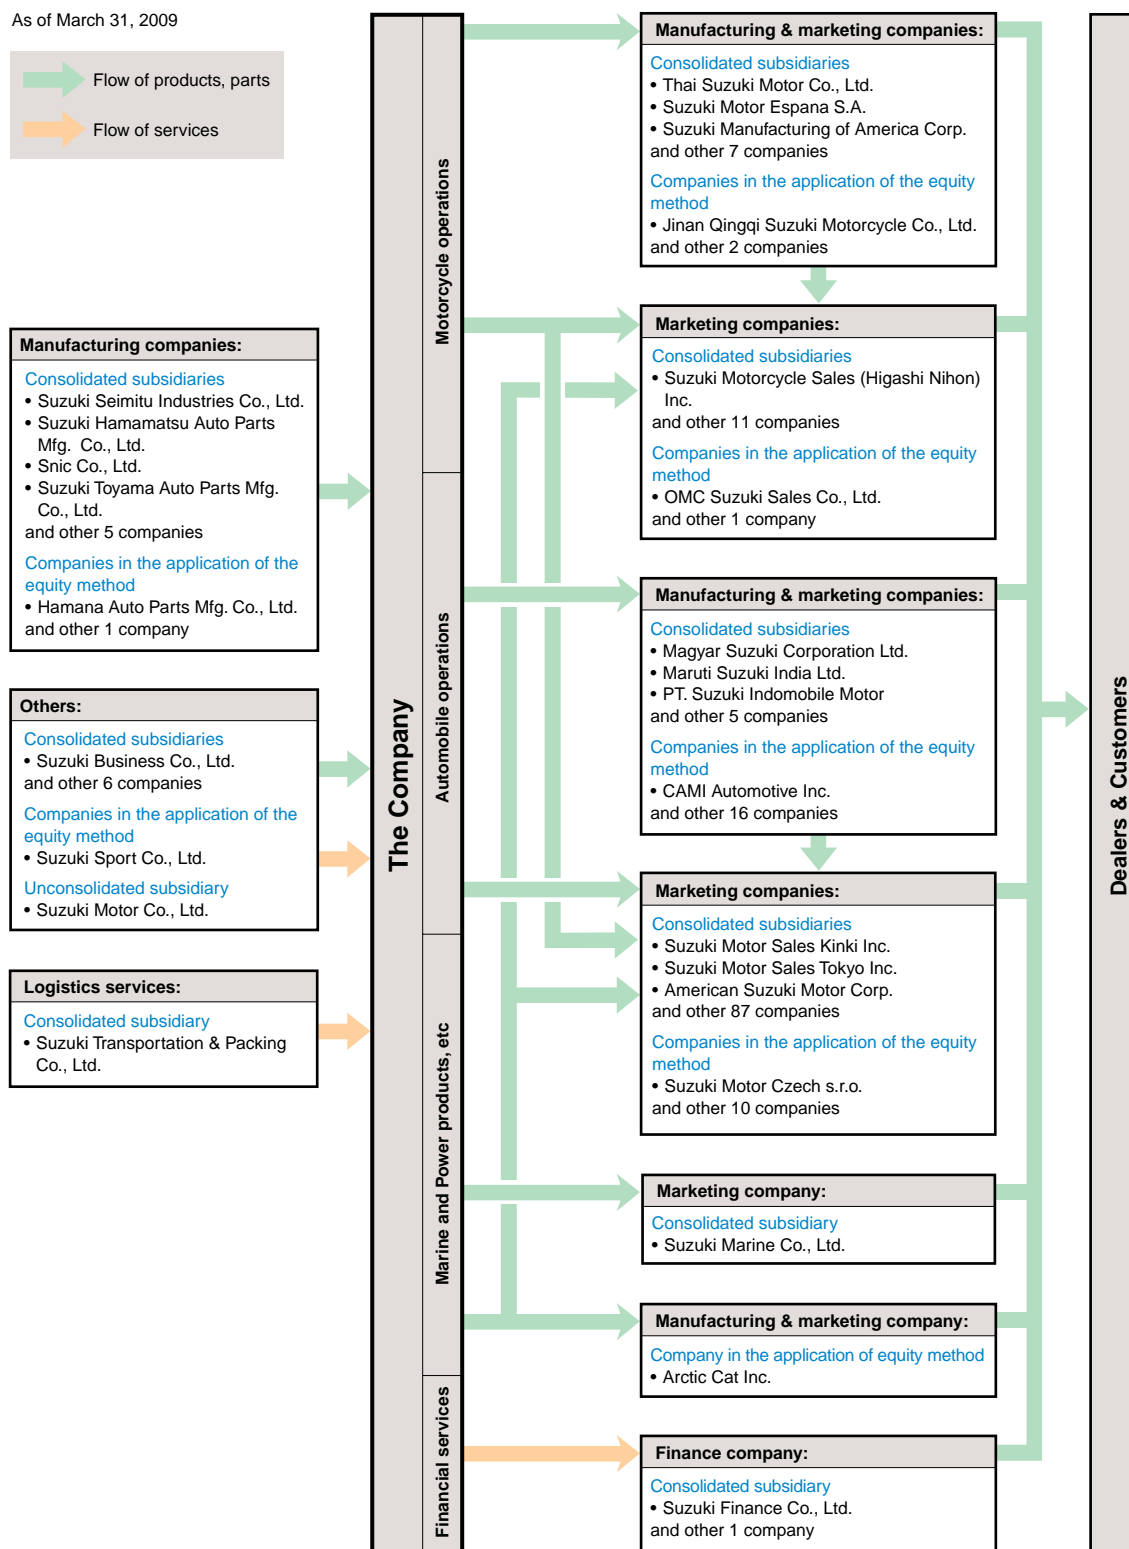 As of March 31, 2009
Flow of products, parts
Flow of services
Manufacturing companies:
Consolidated subsidiaries
• Suzuki Seimitu Industries Co., Ltd.
• Suzuki Hamamatsu Auto Parts
Mfg. Co., Ltd.
• Snic Co., Ltd.
• Suzuki Toyama Auto Parts Mfg.
Co., Ltd.
and other 5 companies
Companies in the application of the
equity method
• Hamana Auto Parts Mfg. Co., Ltd.
and other 1 company
Others:
Consolidated subsidiaries
• Suzuki Business Co., Ltd.
and other 6 companies
Companies in the application of the
equity method
• Suzuki Sport Co., Ltd.
Unconsolidated subsidiary
• Suzuki Motor Co., Ltd.
Logistics services:
Consolidated subsidiary
• Suzuki Transportation & Packing
Co., Ltd.
The Company
Motorcycle operations
Automobile operations
Marine and Power products, etc
Financial services
Manufacturing & marketing companies:
Consolidated subsidiaries
• Thai Suzuki Motor Co., Ltd.
• Suzuki Motor Espana S.A.
• Suzuki Manufacturing of America Corp.
and other 7 companies
Companies in the application of the equity
method
• Jinan Qingqi Suzuki Motorcycle Co., Ltd.
and other 2 companies
Marketing companies:
Consolidated subsidiaries
• Suzuki Motorcycle Sales (Higashi Nihon)
Inc.
and other 11 companies
Companies in the application of the equity
method
• OMC Suzuki Sales Co., Ltd.
and other 1 company
Manufacturing & marketing companies:
Consolidated subsidiaries
• Magyar Suzuki Corporation Ltd.
• Maruti Suzuki India Ltd.
• PT. Suzuki Indomobile Motor
and other 5 companies
Companies in the application of the equity
method
• CAMI Automotive Inc.
and other 16 companies
Marketing companies:
Consolidated subsidiaries
• Suzuki Motor Sales Kinki Inc.
• Suzuki Motor Sales Tokyo Inc.
• American Suzuki Motor Corp.
and other 87 companies
Companies in the application of the equity
method
• Suzuki Motor Czech s.r.o.
and other 10 companies
Marketing company:
Consolidated subsidiary
• Suzuki Marine Co., Ltd.
Manufacturing & marketing company:
Company in the application of equity method
• Arctic Cat Inc.
Finance company:
Consolidated subsidiary
• Suzuki Finance Co., Ltd.
and other 1 company
Dealers & Customers